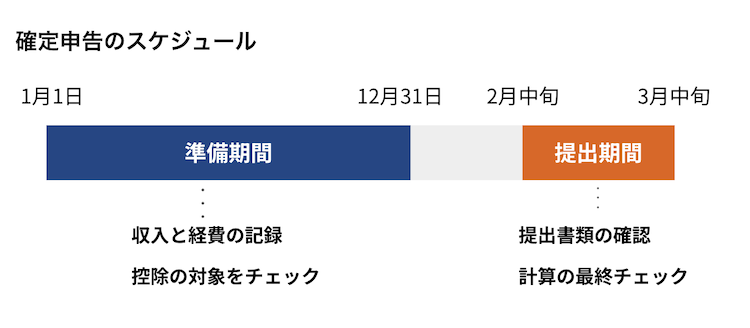 確定申告のスケジュール
1月1日 12月31日 2月中旬 3月中旬
準備期間 提出期間
収入と経費の記録 提出書類の確認
控除の対象をチェック 計算の最終チェック